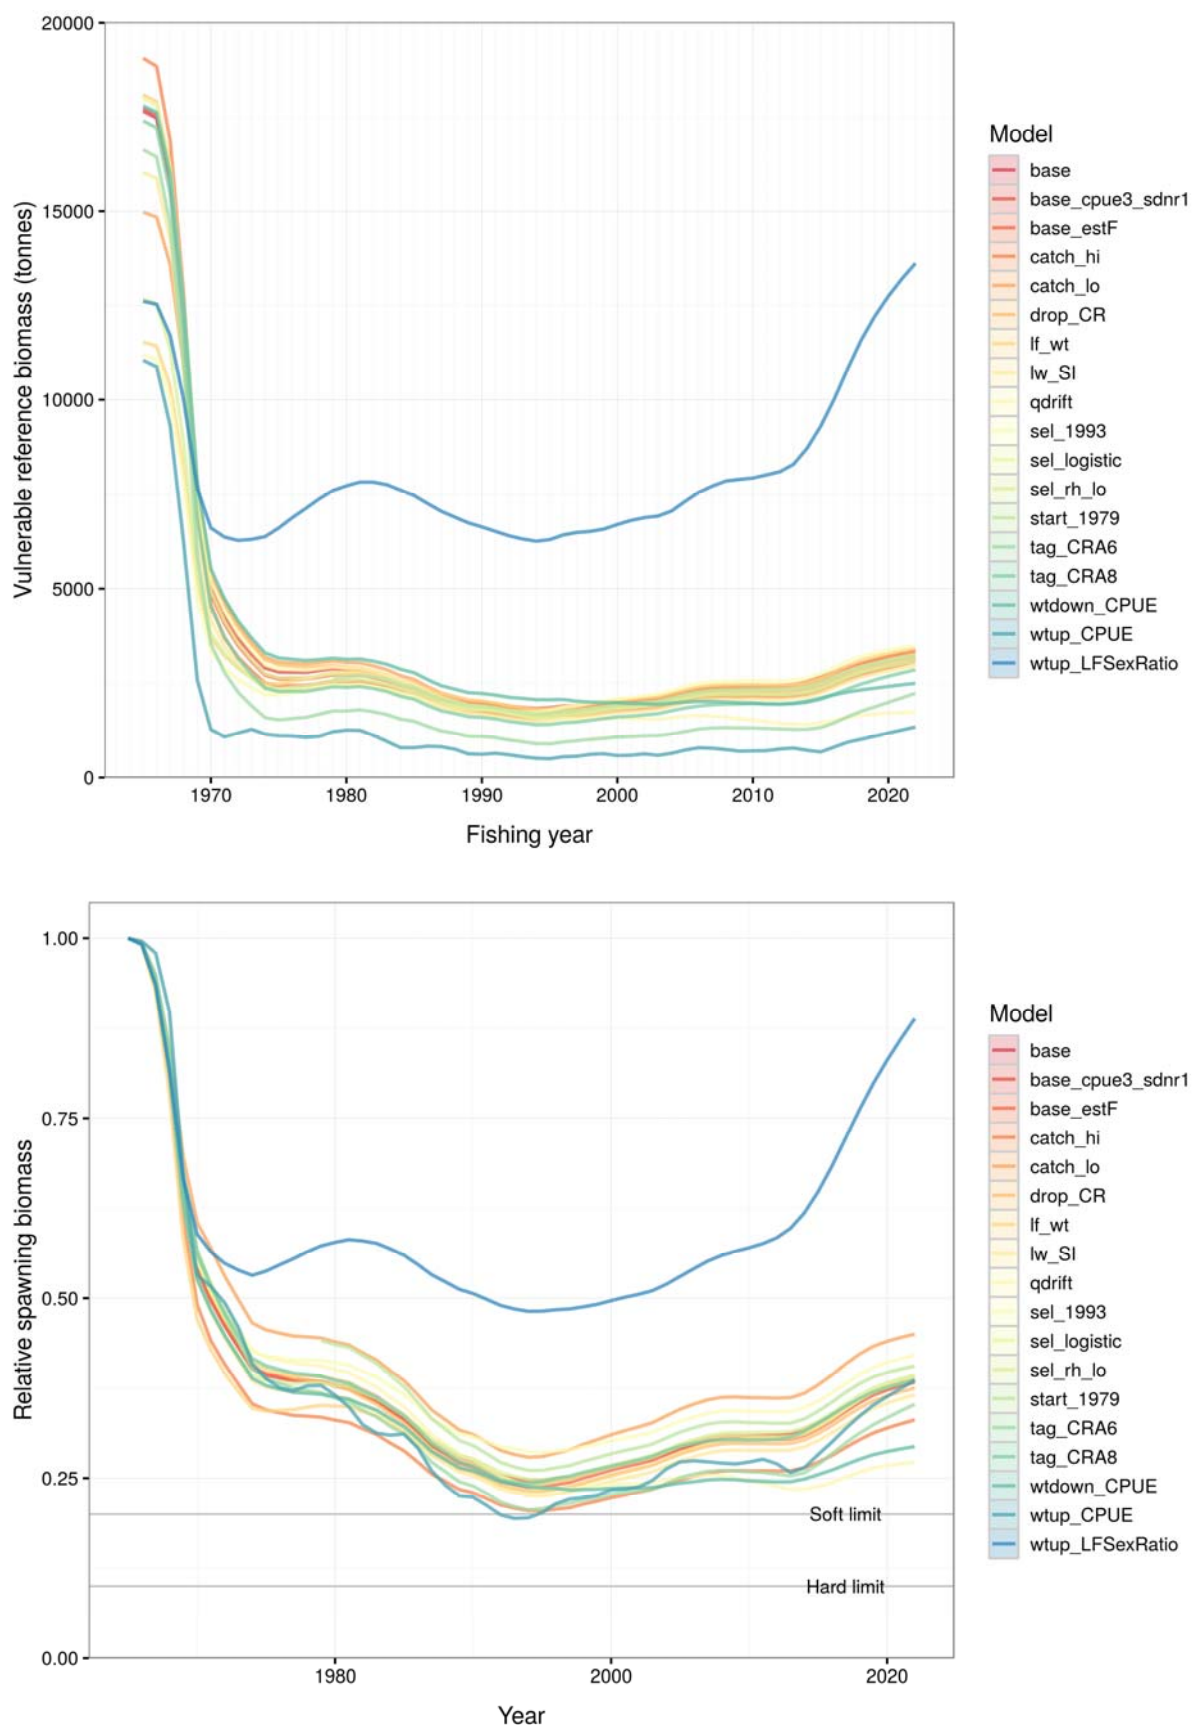 20000
15000
10000
5000
0
Vulnerable reference biomass (tonnes)
1970 1980 1990 2000 2010 2020
Fishing year
Model
base
base_cpue3_sdnr1
base_estF
catch_hi
catch_lo
drop_CR
lf_wt
lw_SI
qdrift
sel_1993
sel_logistic
sel_rh_lo
start_1979
tag_CRA6
tag_CRA8
wtdown_CPUE
wtup_CPUE
wtup_LFSexRatio
1.00
0.75
0.50
0.25
0.00
Relative spawning biomass
Soft limit
Hard limit
1980 2000 2020
Year
Model
base
base_cpue3_sdnr1
base_estF
catch_hi
catch_lo
drop_CR
lf_wt
lw_SI
qdrift
sel_1993
sel_logistic
sel_rh_lo
start_1979
tag_CRA6
tag_CRA8
wtdown_CPUE
wtup_CPUE
wtup_LFSexRatio